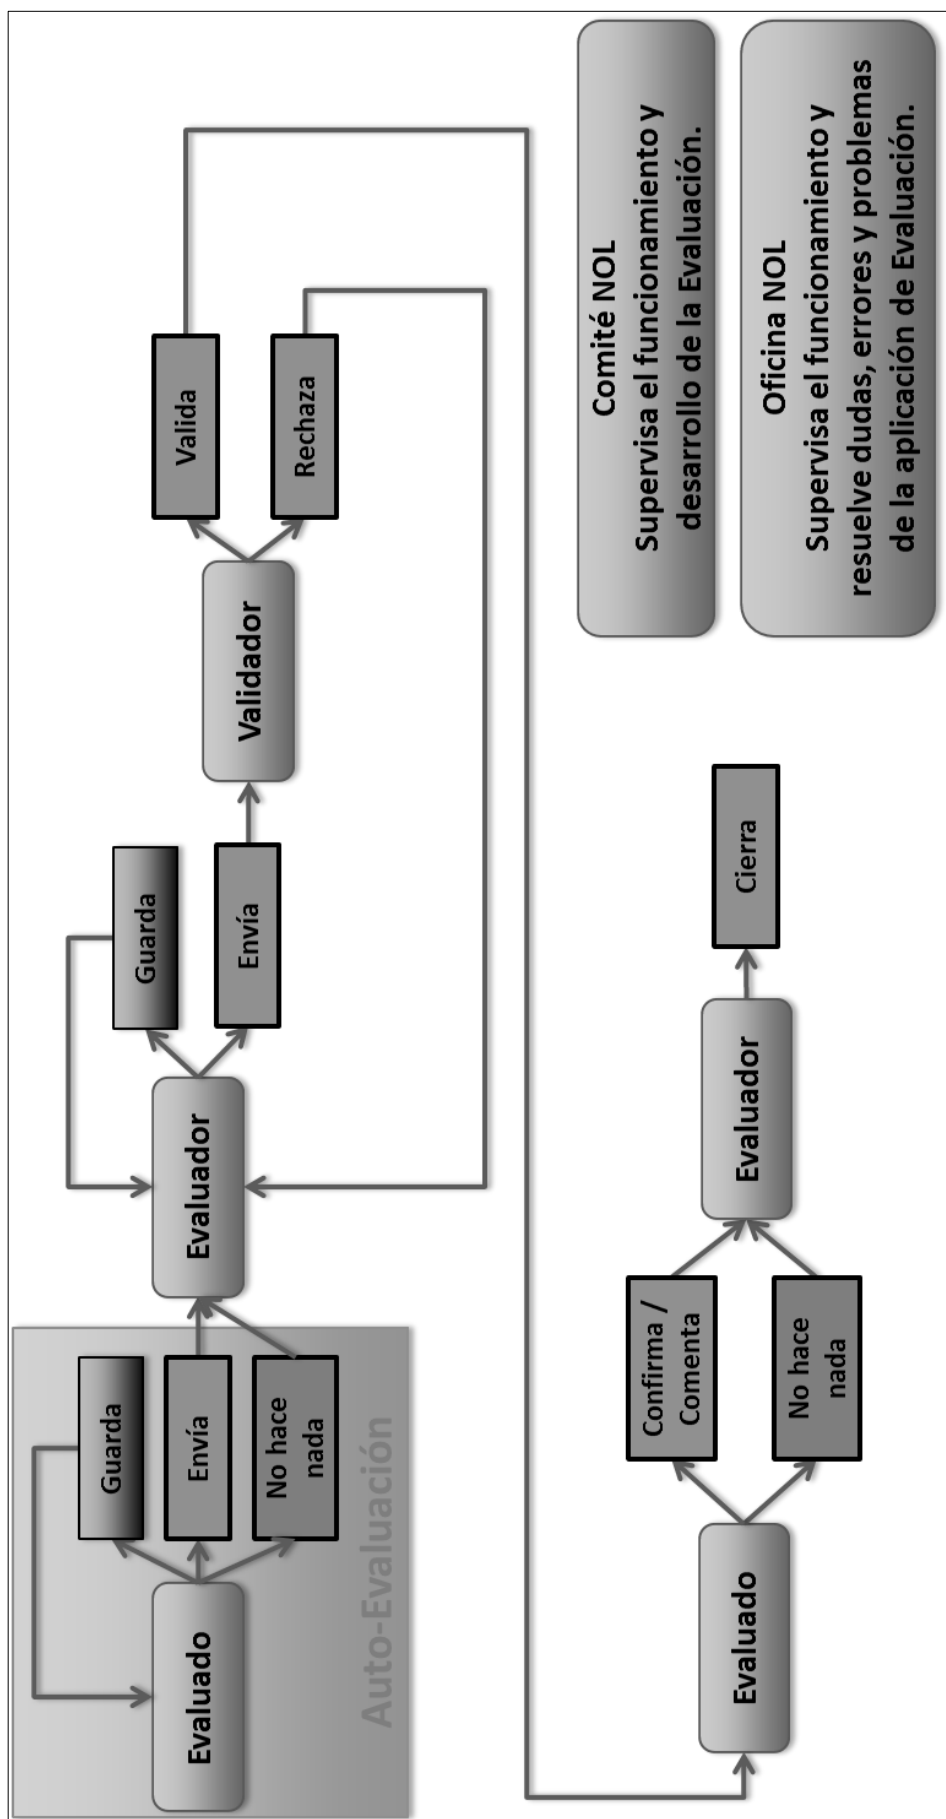 Evaluado
Guarda
Envía
No hace
nada
Auto-Evaluación
Evaluador
Guarda
Envía
Validador
Valida
Rechaza
Evaluado
Confirma /
Comenta
No hace
nada
Evaluador
Cierra
Comité NOL
Supervisa el funcionamiento y
desarrollo de la Evaluación.
Oficina NOL
Supervisa el funcionamiento y
resuelve dudas, errores y problemas
de la aplicación de Evaluación.